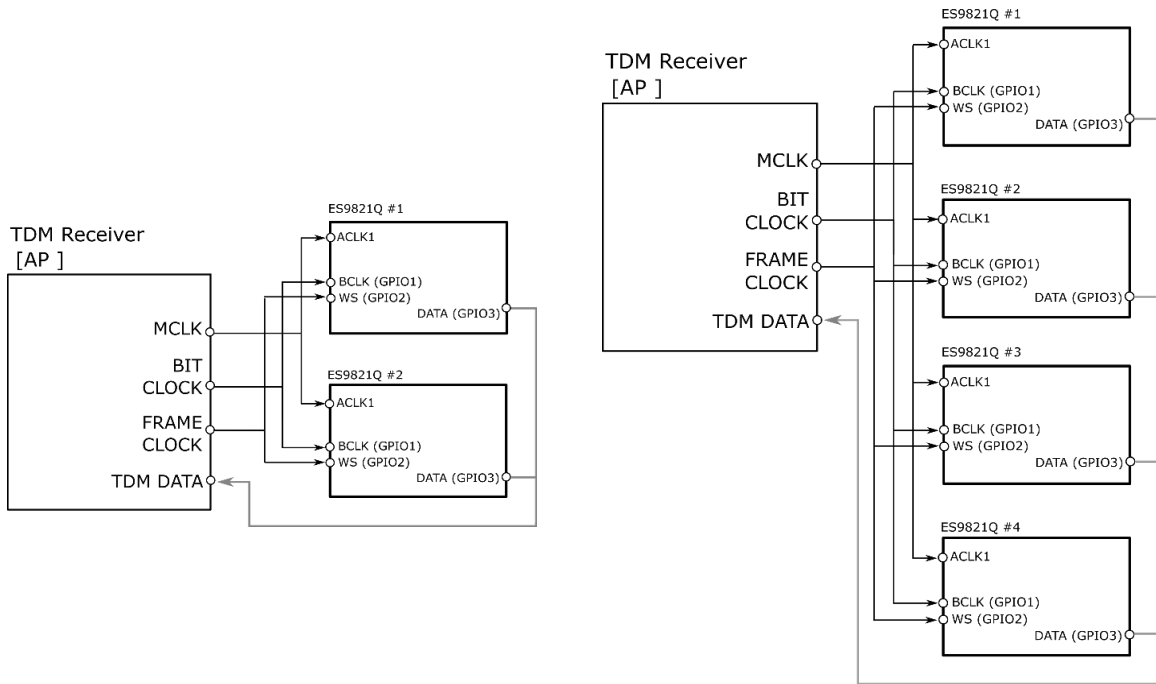 TDM Receiver
[AP ]
MCLK
BIT
CLOCK
FRAME
CLOCK
TDM DATA
ES9821Q #1
ACLK1
BCLK (GPIO1)
WS (GPIO2)
DATA (GPIO3)
ES9821Q #2
ACLK1
BCLK (GPIO1)
WS (GPIO2)
DATA (GPIO3)
TDM Receiver
[AP ]
MCLK
BIT
CLOCK
FRAME
CLOCK
TDM DATA
ES9821Q #1
ACLK1
BCLK (GPIO1)
WS (GPIO2)
DATA (GPIO3)
ES9821Q #2
ACLK1
BCLK (GPIO1)
WS (GPIO2)
DATA (GPIO3)
ES9821Q #3
ACLK1
BCLK (GPIO1)
WS (GPIO2)
DATA (GPIO3)
ES9821Q #4
ACLK1
BCLK (GPIO1)
WS (GPIO2)
DATA (GPIO3)